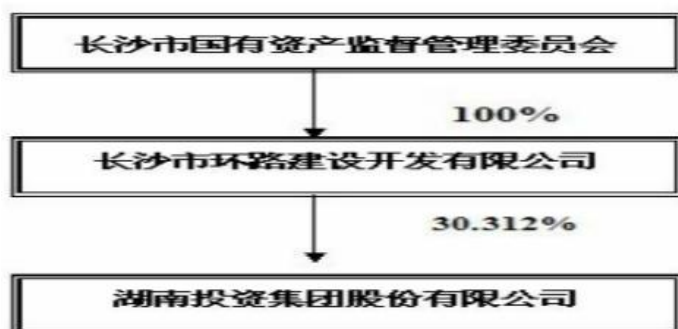 长沙市国有资产监督管理委员会
100%
长沙市环路建设开发有限公司
30.312%
湖南投资集团股份有限公司